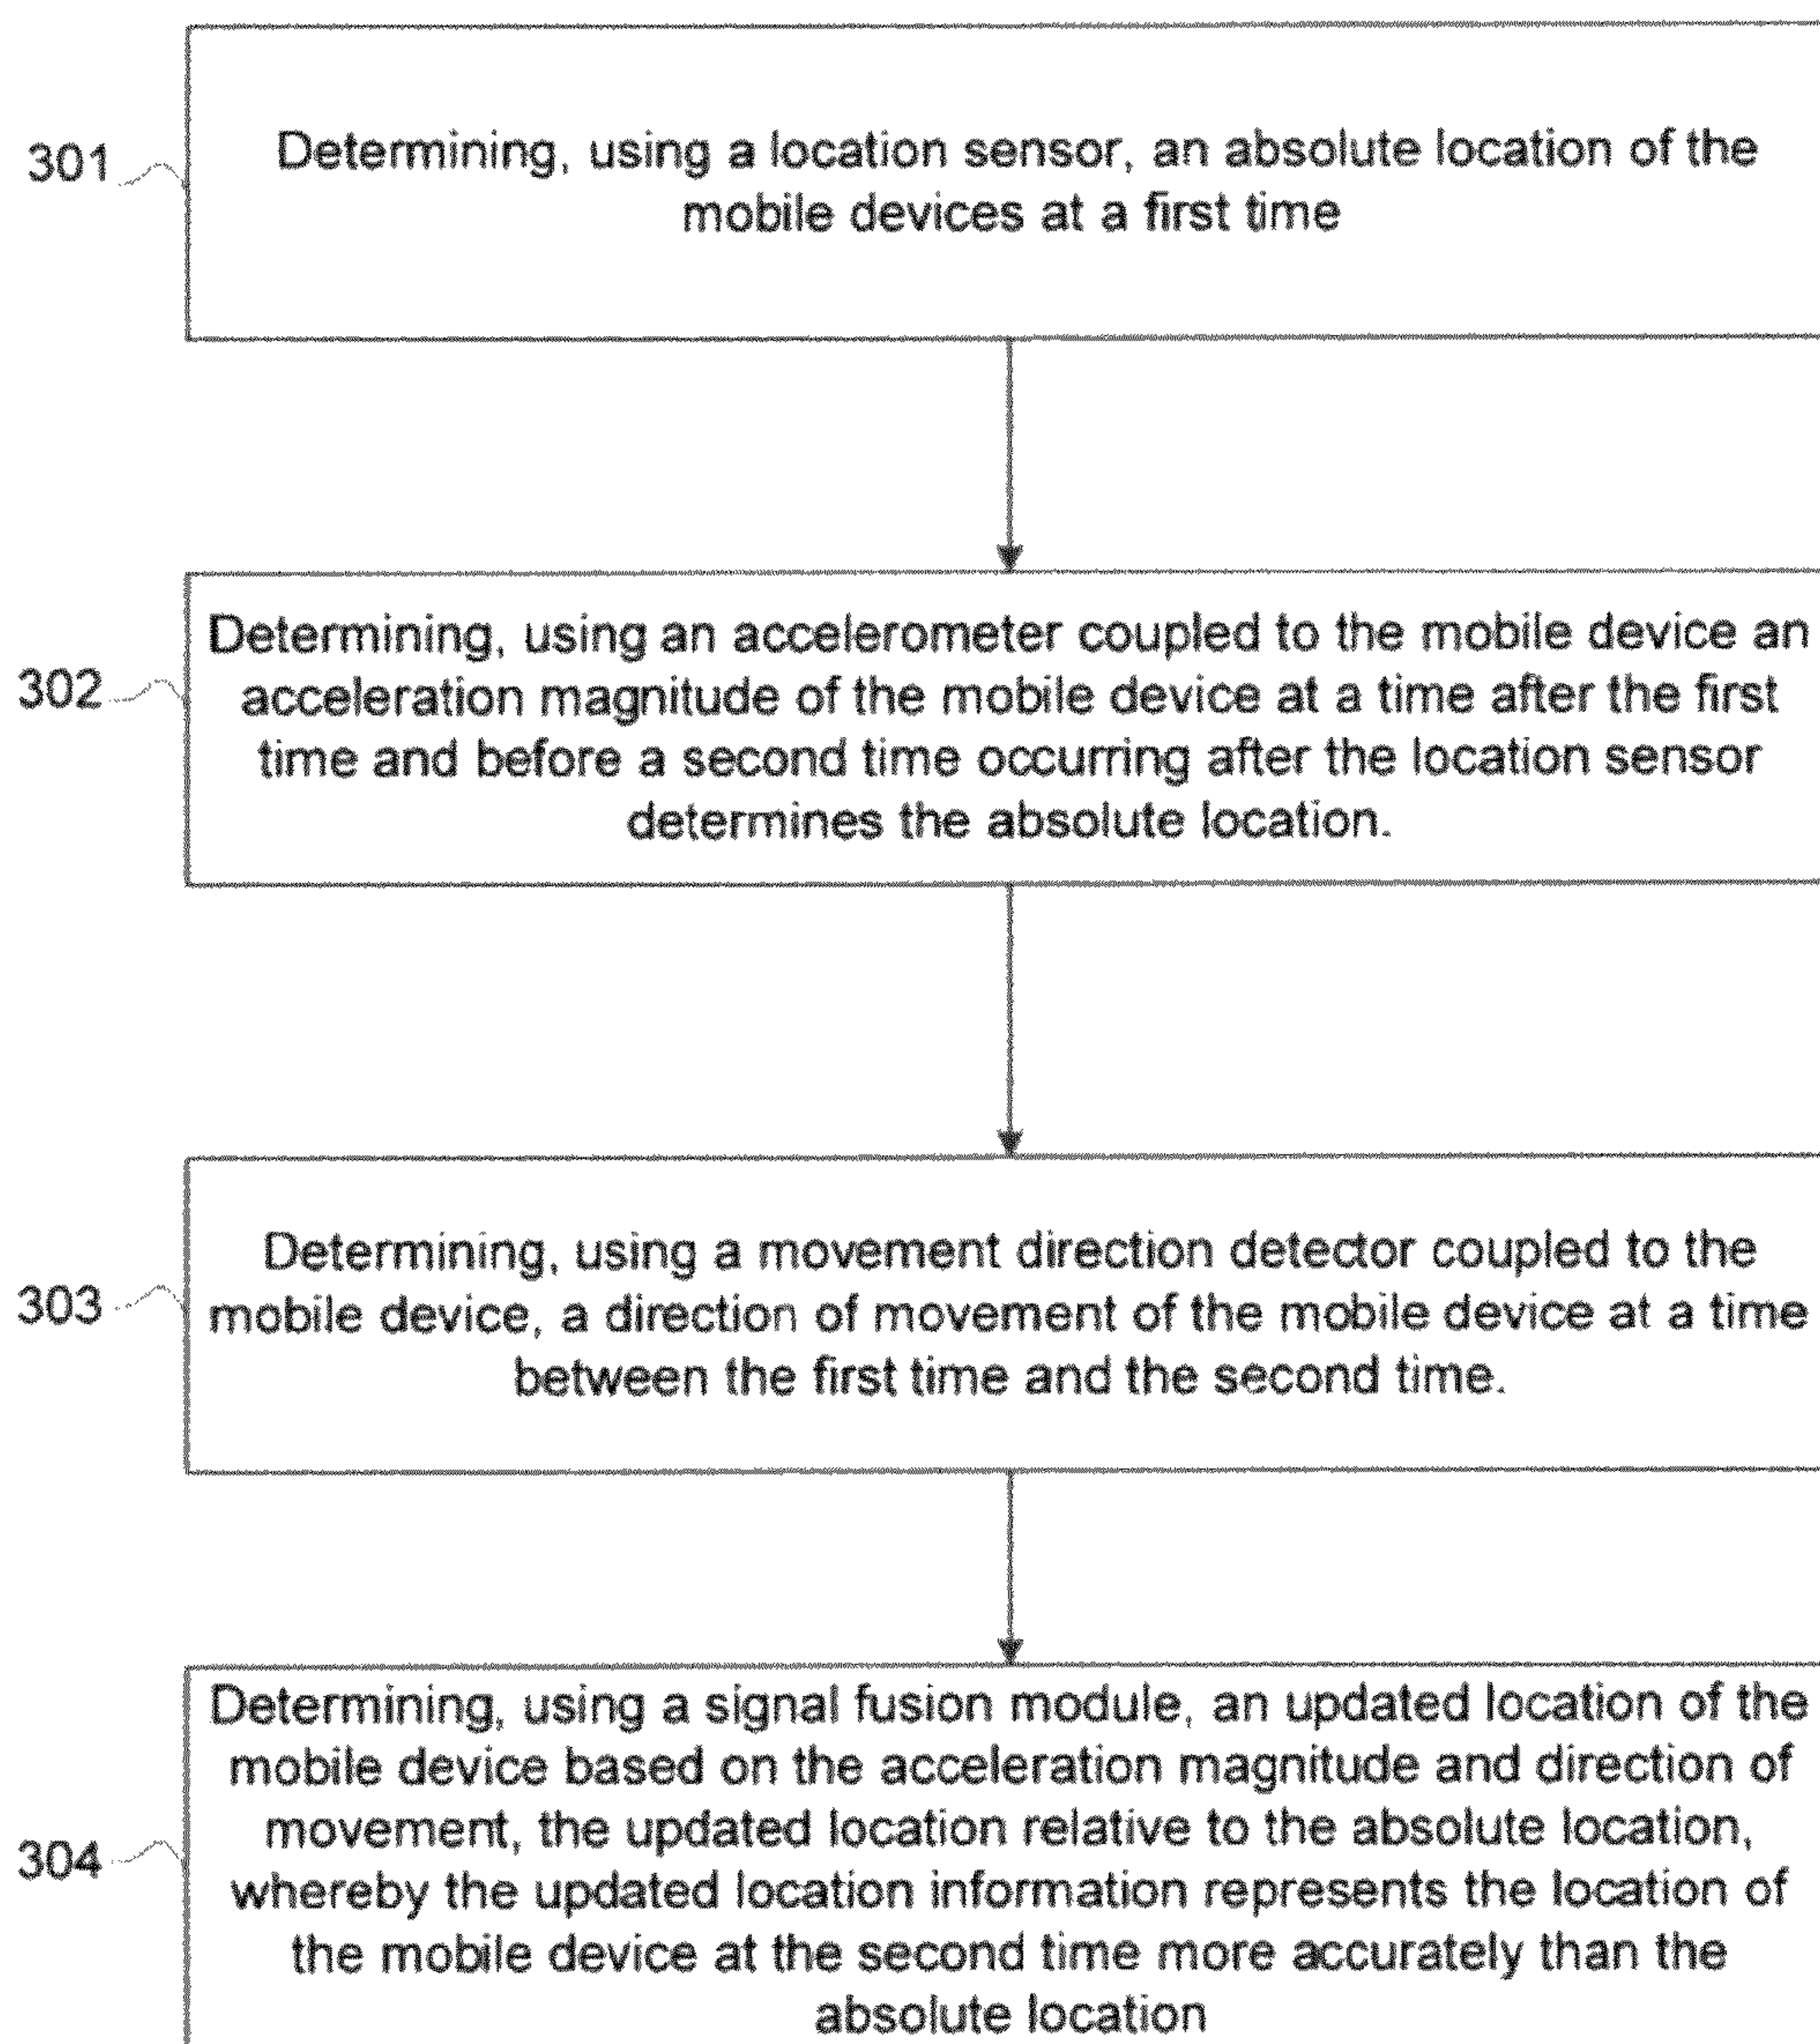 301
Determining, using a location sensor, an absolute location of the
mobile devices at a first time
302
Determining, using an accelerometer coupled to the mobile device an
acceleration magnitude of the mobile device at a time after the first
time and before a second time occurring after the location sensor
determines the absolute location.
303
Determining, using a movement direction detector coupled to the
mobile device, a direction of movement of the mobile device at a time
between the first time and the second time.
304
Determining, using a signal fusion module, an updated location of the
mobile device based on the acceleration magnitude and direction of
movement, the updated location relative to the absolute location,
whereby the updated location information represents the location of
the mobile device at the second time more accurately than the
absolute location